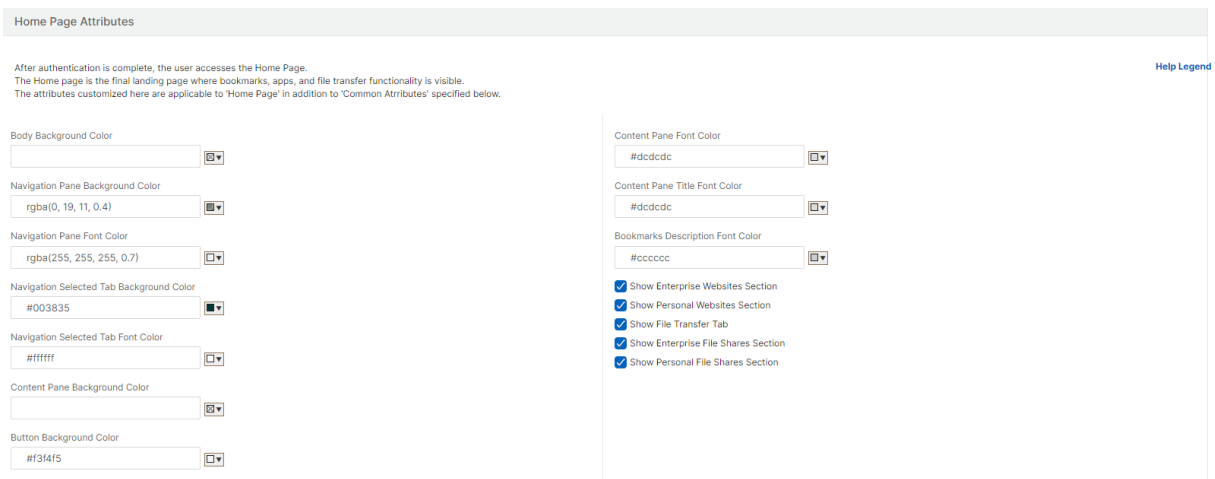 Home Page Attributes
After authentication is complete, the user accesses the Home Page.
The Home page is the final landing page where bookmarks, apps, and file transfer functionality is visible.
The attributes customized here are applicable to 'Home Page' in addition to 'Common Atrributes' specified below.
Help Legend
Body Background Color
Navigation Pane Background Color
rgba(0, 19, 11, 0.4)
Navigation Pane Font Color
rgba(255, 255, 255, 0.7)
Navigation Selected Tab Background Color
#003835
Navigation Selected Tab Font Color
#ffffff
Content Pane Background Color
Button Background Color
#f3f4f5
Content Pane Font Color
#dcdcdc
Content Pane Title Font Color
#dcdcdc
Bookmarks Description Font Color
#cccccc
Show Enterprise Websites Section
Show Personal Websites Section
Show File Transfer Tab
Show Enterprise File Shares Section
Show Personal File Shares Section